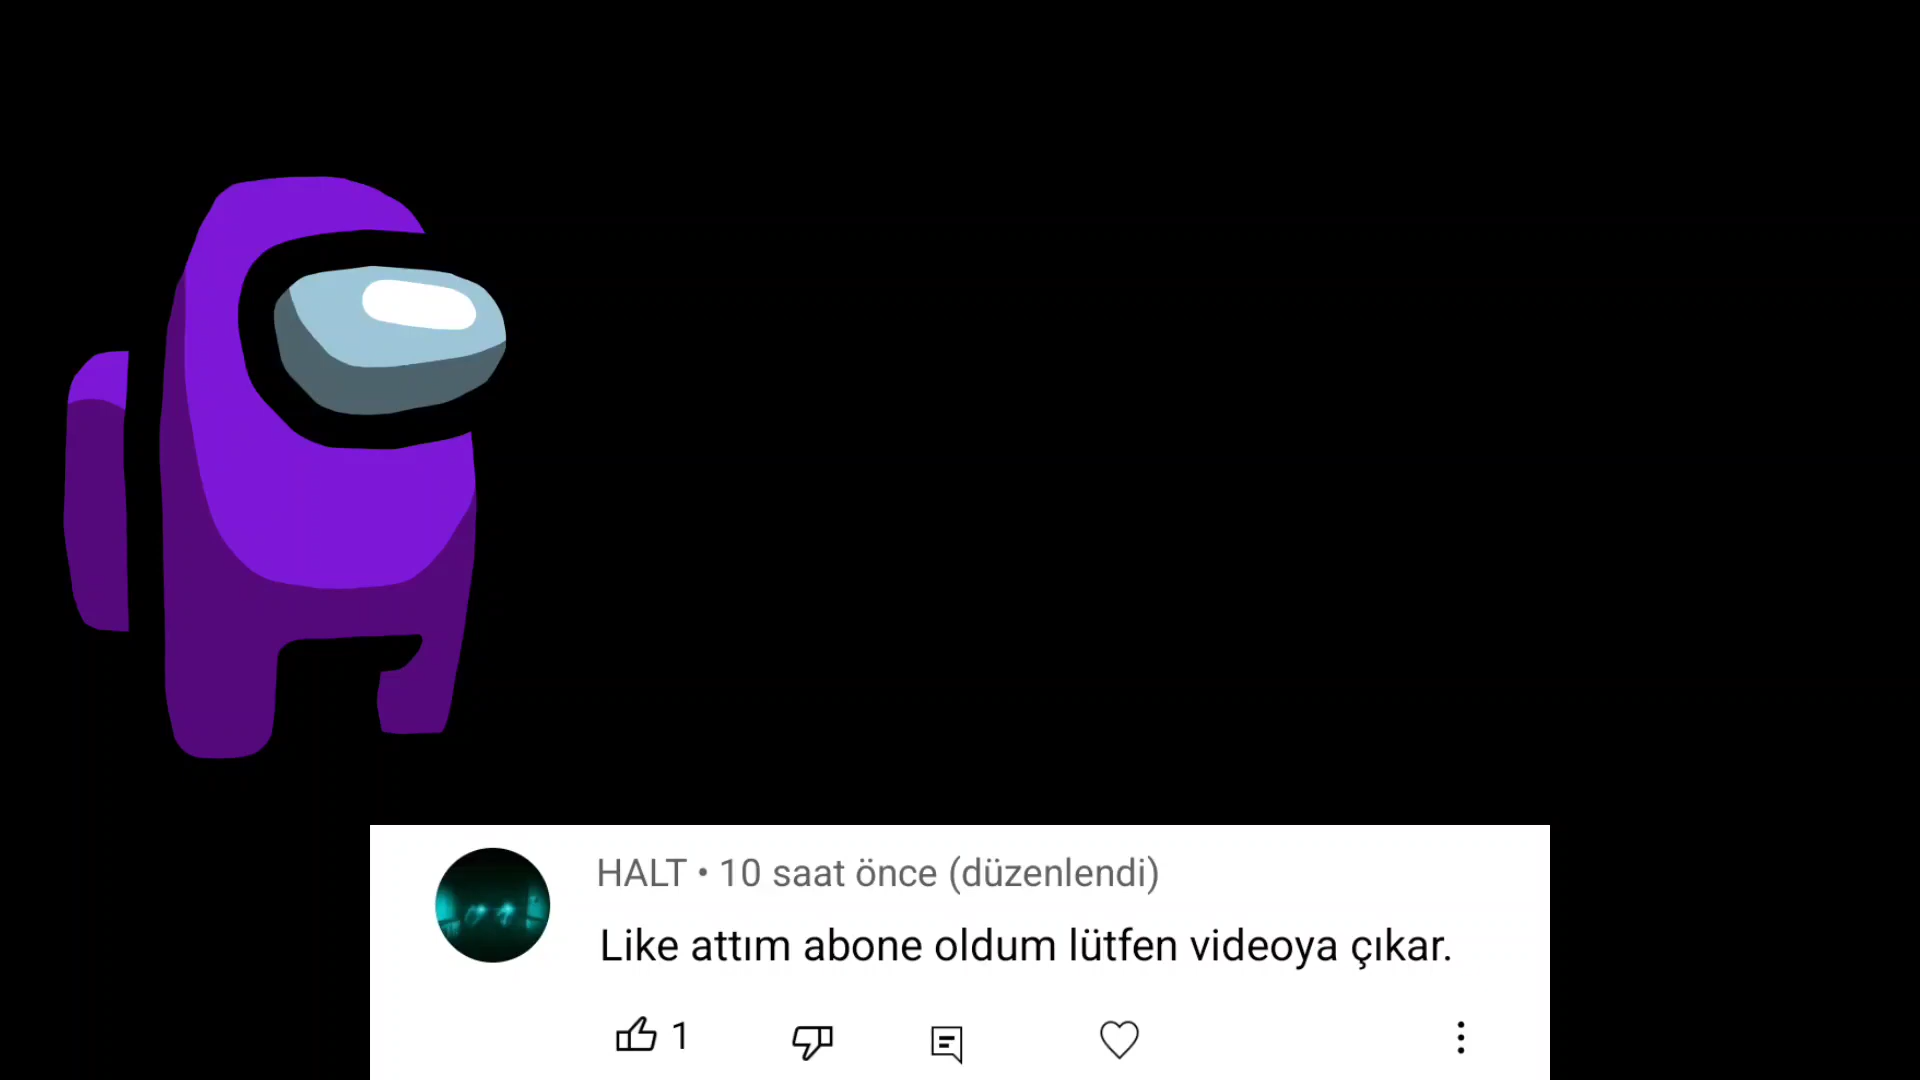 HALT • 10 saat önce (düzenlendi)
Like attım abone oldum lütfen videoya çıkar.
1